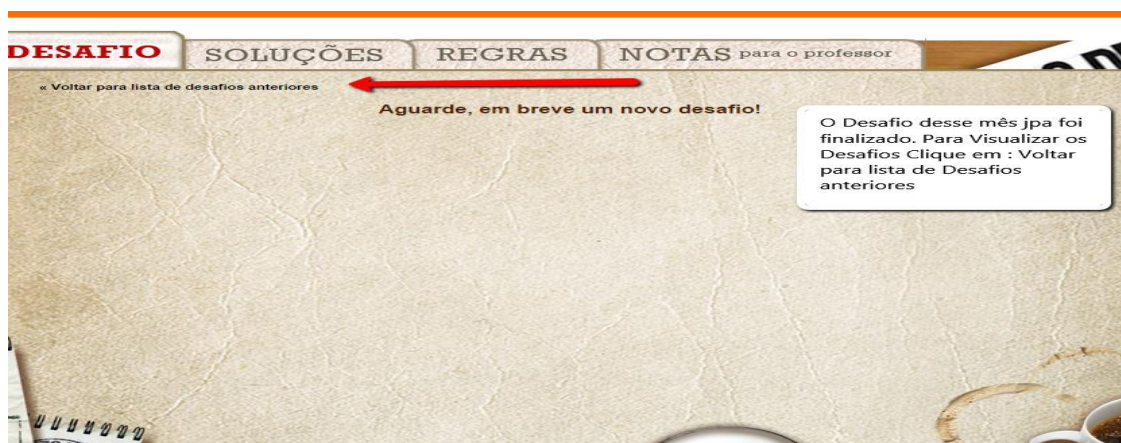 DESAFIO SOLUÇÕES REGRAS NOTAS para o professor
« Voltar para lista de desafios anteriores
Aguarde, em breve um novo desafio!
O Desafio desse mês jpa foi
finalizado. Para Visualizar os
Desafios Clique em : Voltar
para lista de Desafios
anteriores